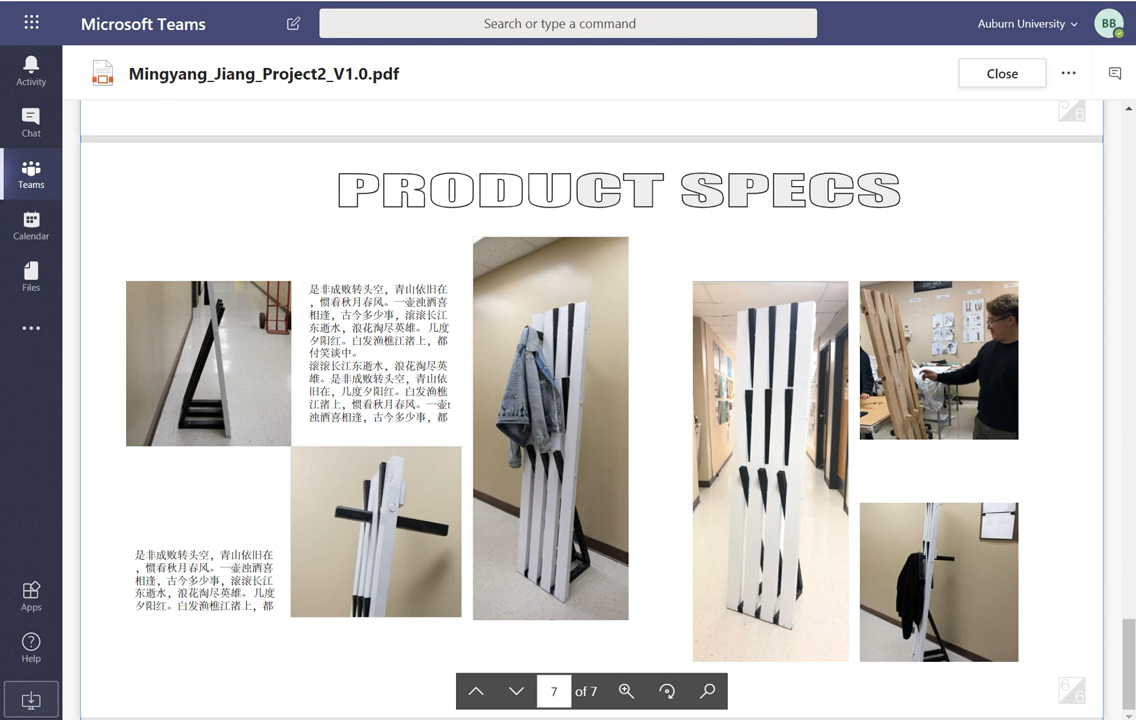 Microsoft Teams
Search or type a command
Auburn University
BB
Activity
Chat
Teams
Calendar
Files
Apps
Help
Mingyang_Jiang_Project2_V1.0.pdf
Close
5/6
PRODUCT SPECS
是非成败转头空，青山依旧在
，惯看秋月春风。一壶浊酒喜
相逢，古今多少事，滚滚长江
东逝水，浪花淘尽英雄。几度
夕阳红。白发渔樵江渚上，都
付笑谈中。
滚滚长江东逝水，浪花淘尽英
雄。是非成败转头空，青山依
旧在，几度夕阳红。白发渔樵
江渚上，惯看秋月春风。一壶t
浊酒喜相逢，古今多少事，都
是非成败转头空，青山依旧在
，惯看秋月春风。一壶浊酒喜
相逢，古今多少事，滚滚长江
东逝水，浪花淘尽英雄。几度
夕阳红。白发渔樵江渚上，都
7 of 7
6/6